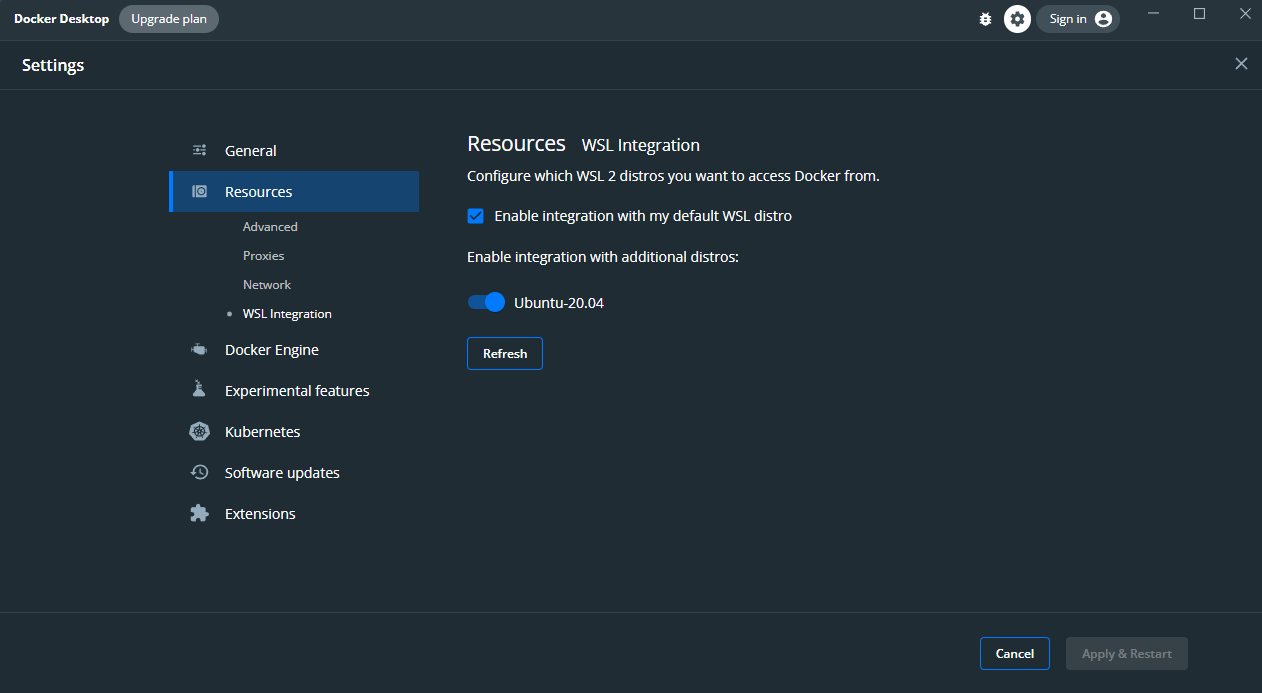 Docker Desktop Upgrade plan Sign in
Settings
General
Resources
Advanced
Proxies
Network
WSL Integration
Docker Engine
Experimental features
Kubernetes
Software updates
Extensions
Resources WSL Integration
Configure which WSL 2 distros you want to access Docker from.
Enable integration with my default WSL distro
Enable integration with additional distros:
Ubuntu-20.04
Refresh
Cancel Apply & Restart